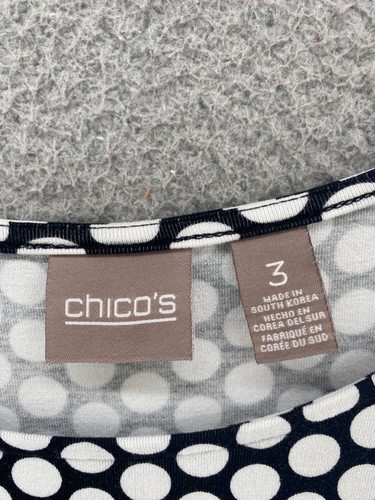 chico's
3
MADE IN
SOUTH KOREA
HECHO EN
COREA DEL SUR
FABRIQUÉ EN
CORÉE DU SUD